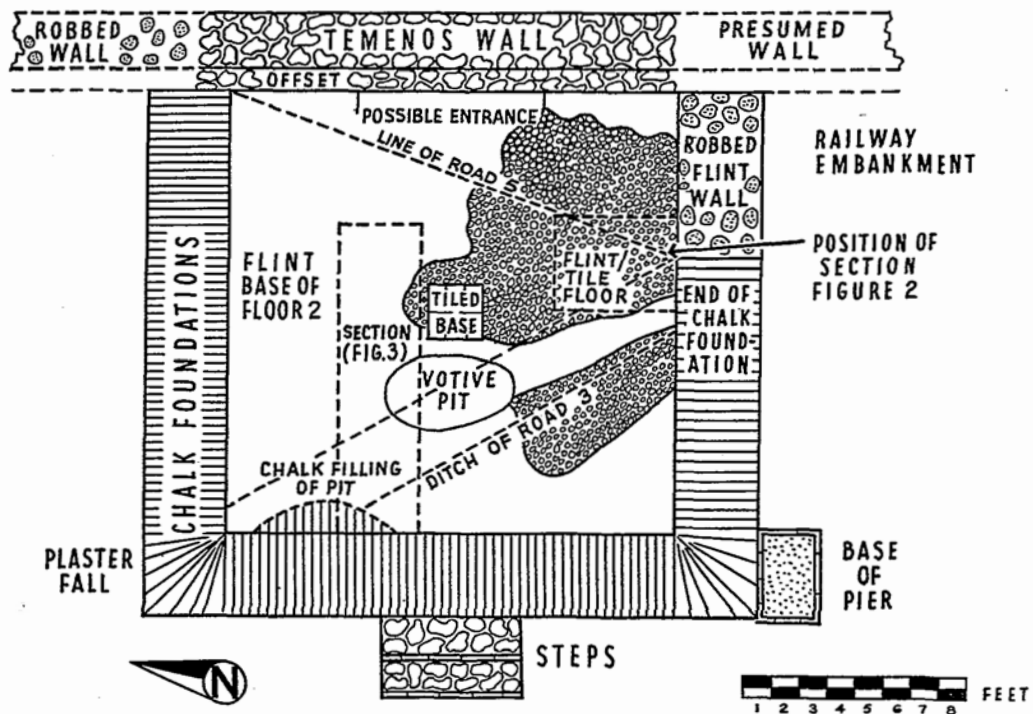 ROBBED
WALL
TEMENOS WALL
PRESUMED
WALL
OFFSET
POSSIBLE ENTRANCE
LINE OF ROAD 5
ROBBED
FLINT
WALL
RAILWAY
EMBANKMENT
CHALK FOUNDATIONS
FLINT
BASE OF
FLOOR 2
FLINT/
TILE
FLOOR
POSITION OF
SECTION
FIGURE 2
TILED
BASE
SECTION
(FIG.3)
END OF
CHALK
FOUND-
ATION
VOTIVE
PIT
DITCH OF ROAD 3
CHALK FILLING
OF PIT
PLASTER
FALL
BASE
OF
PIER
STEPS
N
FEET
1 2 3 4 5 6 7 8